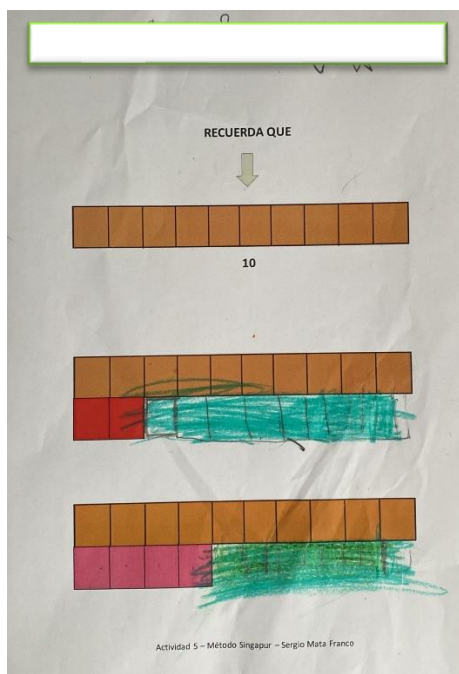 RECUERDA QUE
10
Actividad 5 – Método Singapur – Sergio Mata Franco